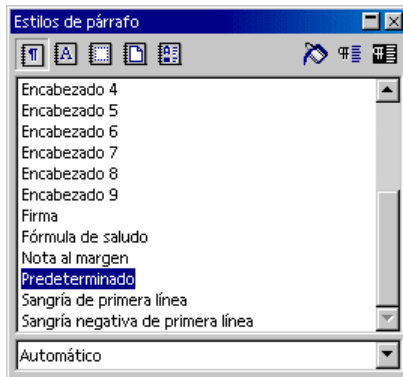 Estilos de párrafo
Encabezado 4
Encabezado 5
Encabezado 6
Encabezado 7
Encabezado 8
Encabezado 9
Firma
Fórmula de saludo
Nota al margen
Predeterminado
Sangría de primera línea
Sangría negativa de primera línea
Automático